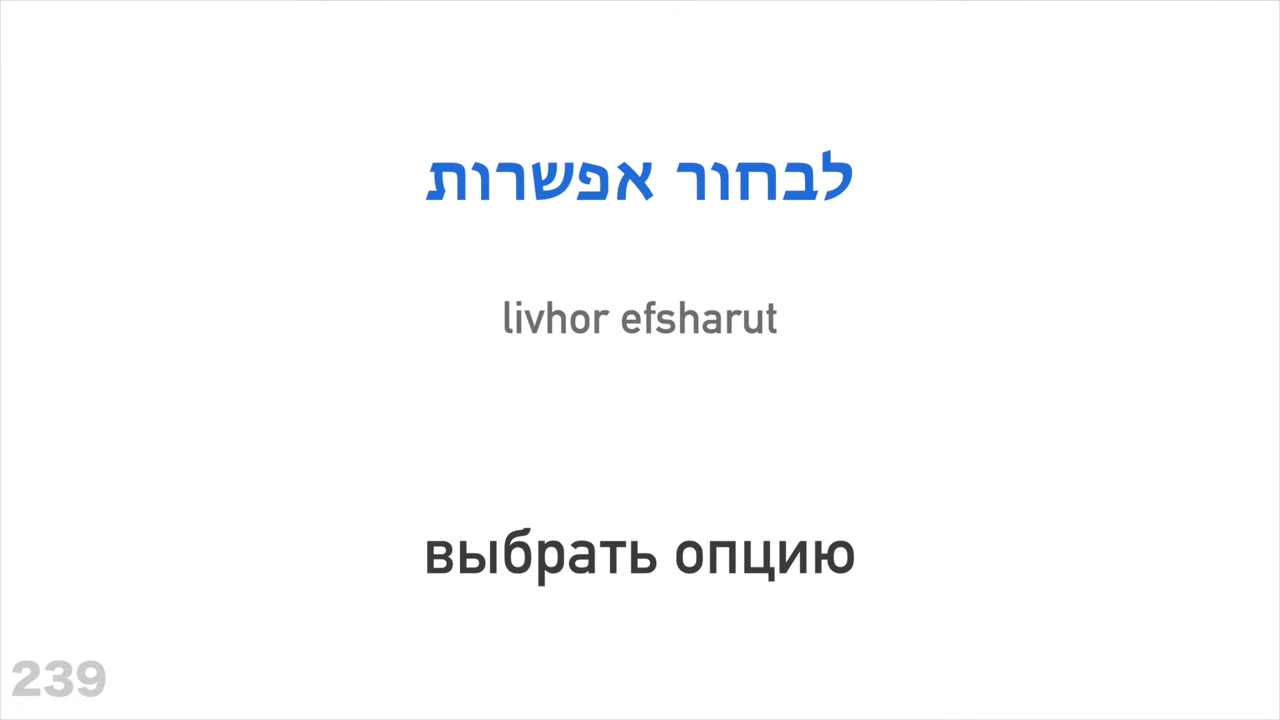 לבחור אפשרות
livhor efsharut
выбрать опцию
239